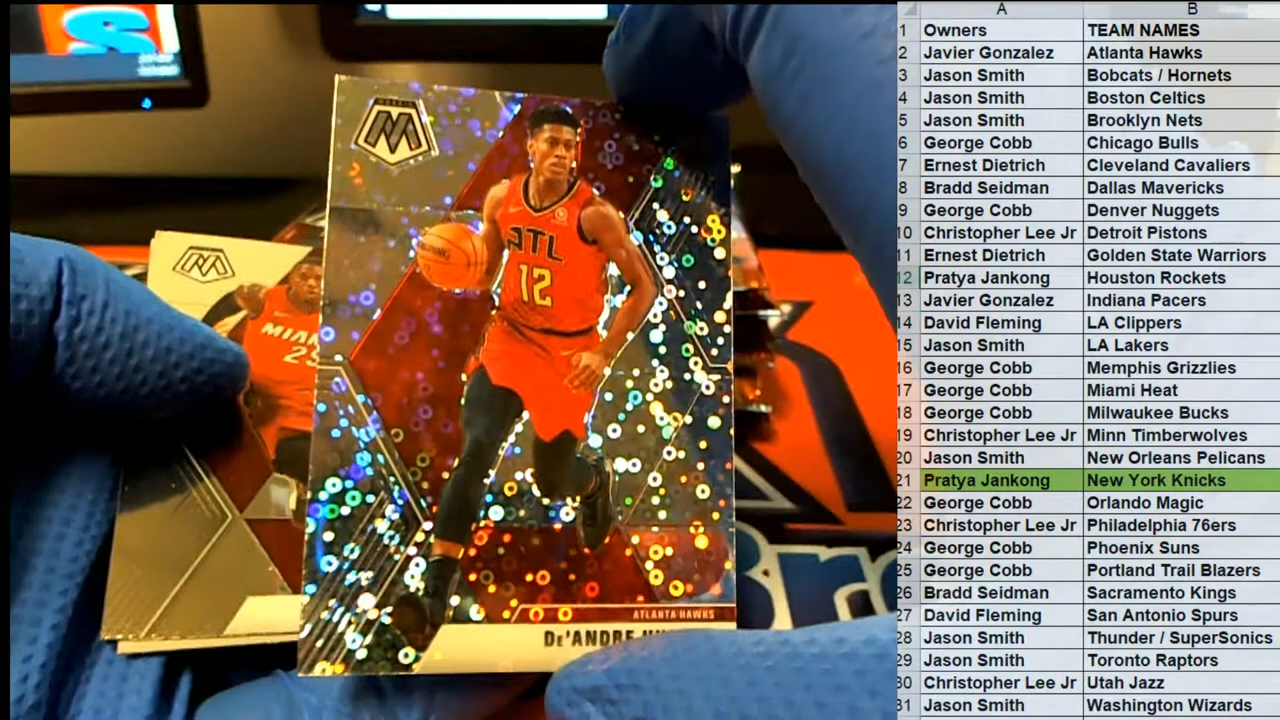 M
SPALDING
ATL
12
ATLANTA HAWKS
DE'ANDRE
MIAMI
Br
A B
1 Owners TEAM NAMES
2 Javier Gonzalez Atlanta Hawks
3 Jason Smith Bobcats / Hornets
4 Jason Smith Boston Celtics
5 Jason Smith Brooklyn Nets
6 George Cobb Chicago Bulls
7 Ernest Dietrich Cleveland Cavaliers
8 Bradd Seidman Dallas Mavericks
9 George Cobb Denver Nuggets
10 Christopher Lee Jr Detroit Pistons
11 Ernest Dietrich Golden State Warriors
12 Pratya Jankong Houston Rockets
13 Javier Gonzalez Indiana Pacers
14 David Fleming LA Clippers
15 Jason Smith LA Lakers
16 George Cobb Memphis Grizzlies
17 George Cobb Miami Heat
18 George Cobb Milwaukee Bucks
19 Christopher Lee Jr Minn Timberwolves
20 Jason Smith New Orleans Pelicans
21 Pratya Jankong New York Knicks
22 George Cobb Orlando Magic
23 Christopher Lee Jr Philadelphia 76ers
24 George Cobb Phoenix Suns
25 George Cobb Portland Trail Blazers
26 Bradd Seidman Sacramento Kings
27 David Fleming San Antonio Spurs
28 Jason Smith Thunder / SuperSonics
29 Jason Smith Toronto Raptors
30 Christopher Lee Jr Utah Jazz
31 Jason Smith Washington Wizards